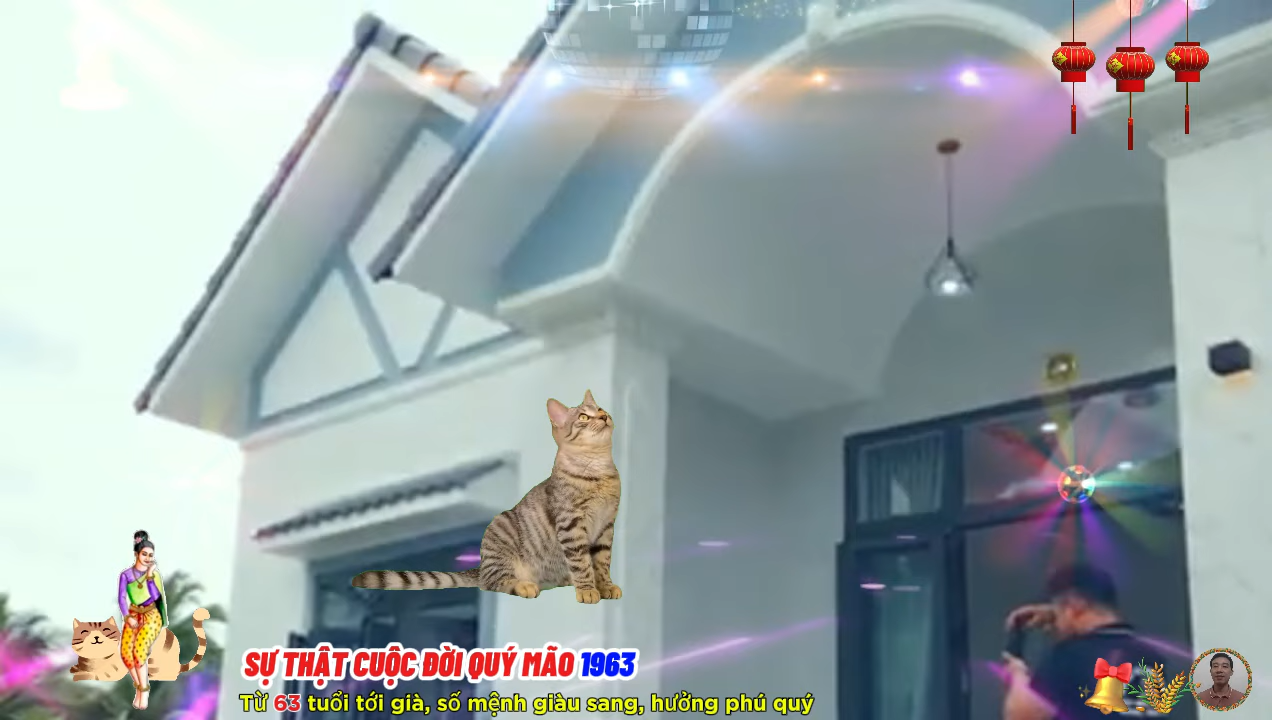 SỰ THẬT CUỘC ĐỜI QUÝ MÃO 1963
Từ 63 tuổi tới già, số mệnh giàu sang, hưởng phú quý